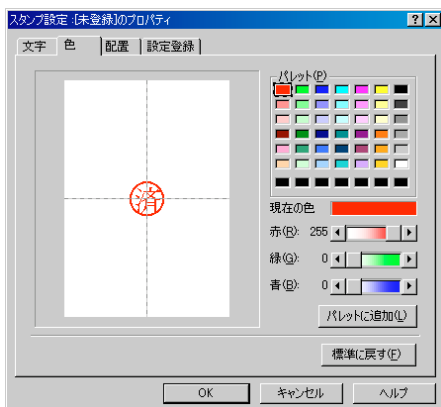 スタンプ設定 :[未登録]のプロパティ
文字 色 配置 設定登録
パレット(P)
済
現在の色
赤(R): 255
緑(G): 0
青(B): 0
パレットに追加(L)
標準に戻す(F)
OK キャンセル ヘルプ